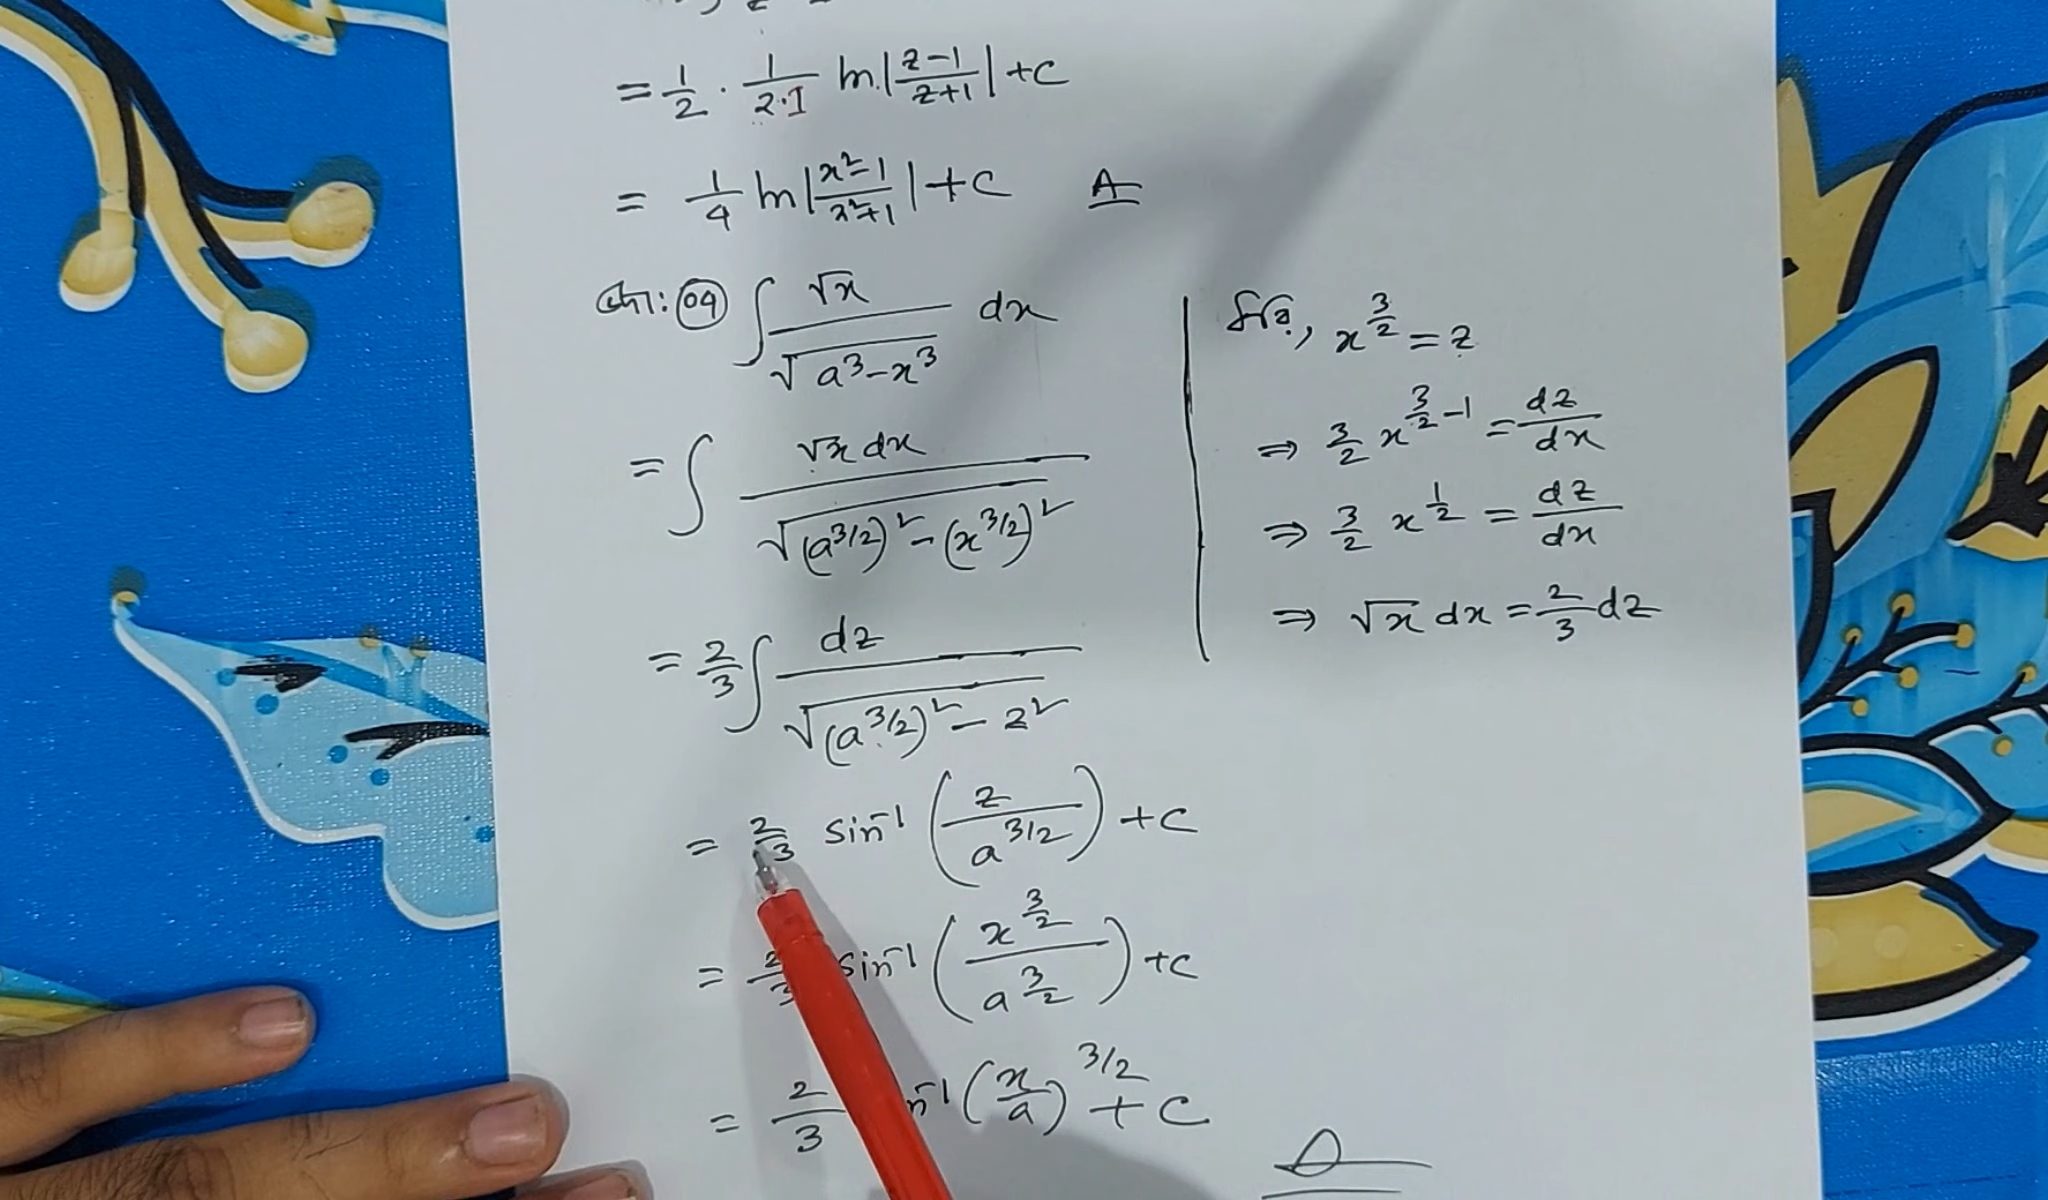 = 1/2 · 1/2·1 ln|z-1/z+1| + c
= 1/4 ln|x²-1/x²+1| + c A
04 ∫ √x/√a³-x³ dx
= ∫ √x dx/√(a^3/2)² - (x^3/2)²
= 2/3 ∫ dz/√(a^3/2)² - z²
= 2/3 sin⁻¹ (z/a^3/2) + c
= 2/3 sin⁻¹ (x^3/2/a^3/2) + c
= 2/3 (x/a)^3/2 + c
ধরি, x^3/2 = z
⇒ 3/2 x^3/2-1 = dz/dx
⇒ 3/2 x^1/2 = dz/dx
⇒ √x dx = 2/3 dz